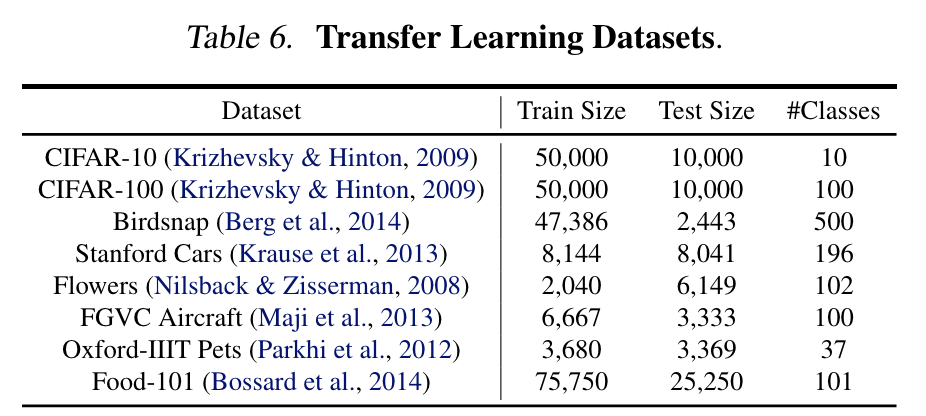 Table 6. Transfer Learning Datasets.
Dataset Train Size Test Size #Classes
CIFAR-10 (Krizhevsky & Hinton, 2009) 50,000 10,000 10
CIFAR-100 (Krizhevsky & Hinton, 2009) 50,000 10,000 100
Birdsnap (Berg et al., 2014) 47,386 2,443 500
Stanford Cars (Krause et al., 2013) 8,144 8,041 196
Flowers (Nilsback & Zisserman, 2008) 2,040 6,149 102
FGVC Aircraft (Maji et al., 2013) 6,667 3,333 100
Oxford-IIIT Pets (Parkhi et al., 2012) 3,680 3,369 37
Food-101 (Bossard et al., 2014) 75,750 25,250 101